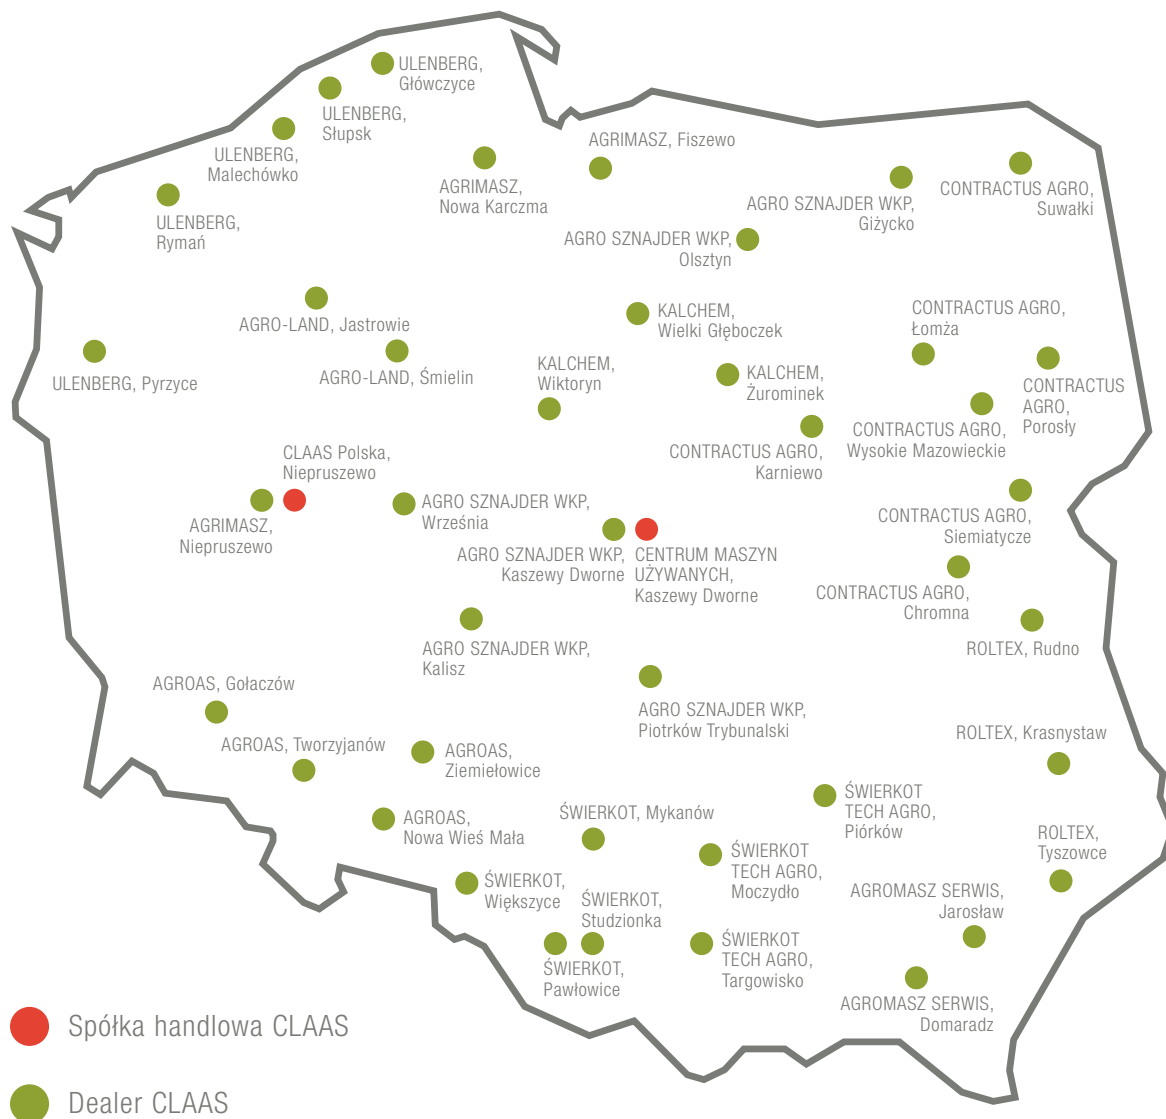 ULENBERG,
Główczyce
ULENBERG,
Słupsk
ULENBERG,
Malechówko
AGRIMASZ, Fiszewo
AGRIMASZ,
Nowa Karczma
CONTRACTUS AGRO,
Suwałki
AGRO SZNAJDER WKP,
Giżycko
ULENBERG,
Rymań
AGRO SZNAJDER WKP,
Olsztyn
AGRO-LAND, Jastrowie
KALCHEM,
Wielki Głęboczek
CONTRACTUS AGRO,
Łomża
ULENBERG, Pyrzyce
AGRO-LAND, Śmielin
KALCHEM,
Wiktoryn
KALCHEM,
Żurominek
CONTRACTUS
AGRO,
Porosły
CONTRACTUS AGRO,
Wysokie Mazowieckie
CONTRACTUS AGRO,
Karniewo
CLAAS Polska,
Niepruszewo
AGRIMASZ,
Niepruszewo
AGRO SZNAJDER WKP,
Września
CONTRACTUS AGRO,
Siemiatycze
AGRO SZNAJDER WKP,
Kaszewy Dworne
CENTRUM MASZYN
UŻYWANYCH,
Kaszewy Dworne
CONTRACTUS AGRO,
Chromna
AGRO SZNAJDER WKP,
Kalisz
ROLTEX, Rudno
AGROAS, Gołaczów
AGRO SZNAJDER WKP,
Piotrków Trybunalski
ROLTEX, Krasnystaw
AGROAS, Tworzyjanów
AGROAS,
Ziemiełowice
ŚWIERKOT
TECH AGRO,
Piórków
AGROAS,
Nowa Wieś Mała
ŚWIERKOT, Mykanów
ROLTEX,
Tyszowce
ŚWIERKOT
TECH AGRO,
Moczydło
ŚWIERKOT,
Większyce
ŚWIERKOT,
Studzionka
AGROMASZ SERWIS,
Jarosław
ŚWIERKOT,
Pawłowice
ŚWIERKOT
TECH AGRO,
Targowisko
AGROMASZ SERWIS,
Domaradz
Spółka handlowa CLAAS
Dealer CLAAS